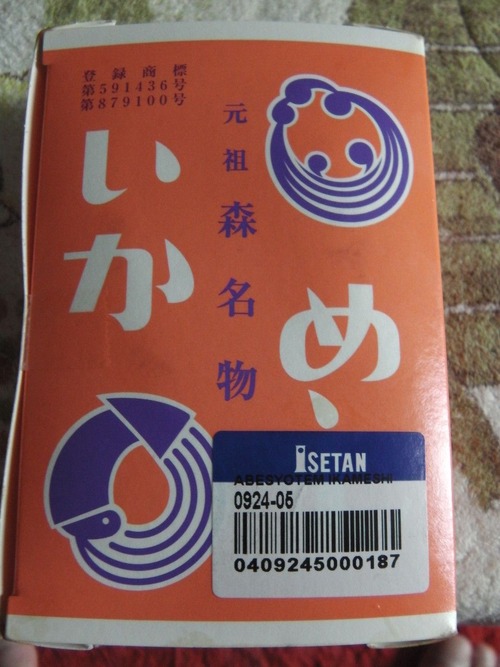 登録商標
第591436号
第879100号
元祖森名物
いか
め
ISETAN
ABESYOTEM IKAMESHI
0924-05
0409245000187